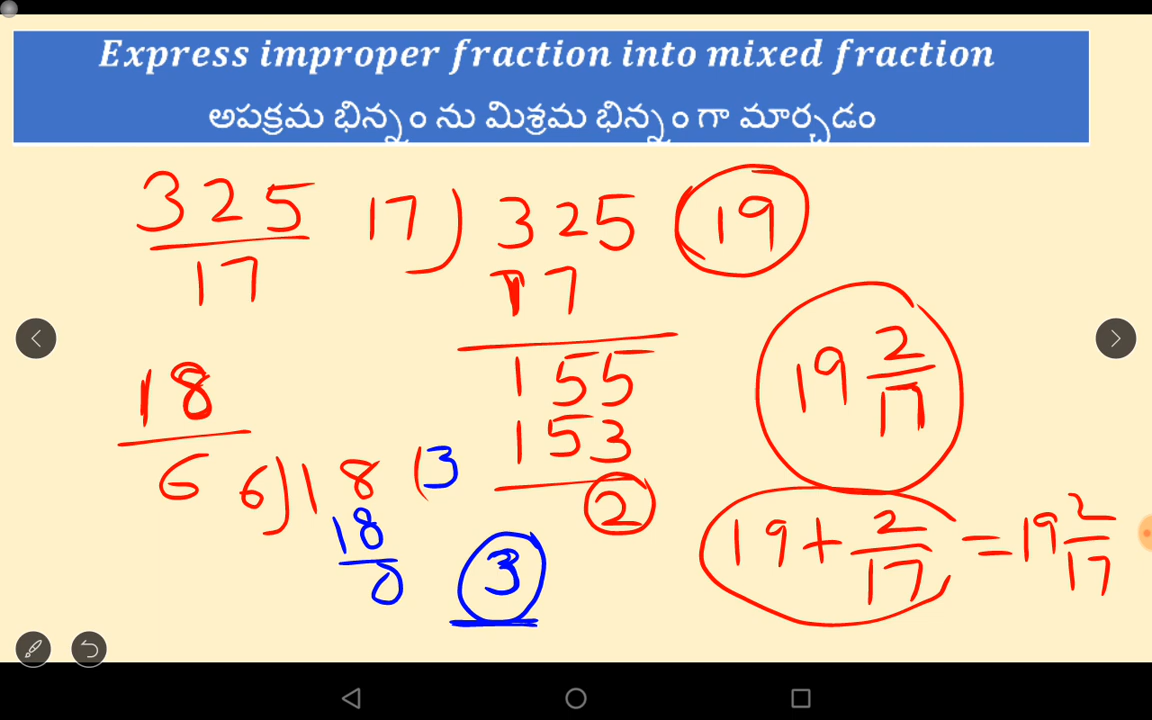 Express improper fraction into mixed fraction
అపక్రమ భిన్నం ను మిశ్రమ భిన్నం గా మార్చడం
325 17) 325 19
17 17
155
153
2
19 2/17
18
6 6) 18 (3
18
0
3
19 + 2/17 = 19 2/17